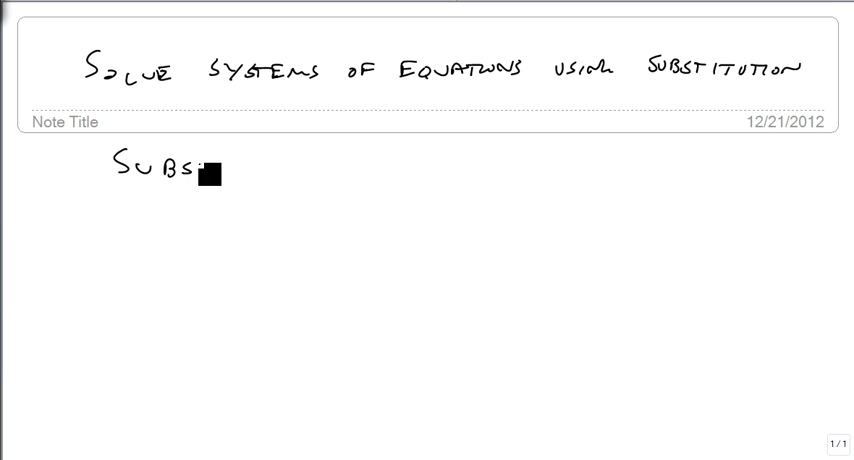 SOLVE SYSTEMS OF EQUATIONS USING SUBSTITUTION
Note Title 12/21/2012
SUBS
1 / 1